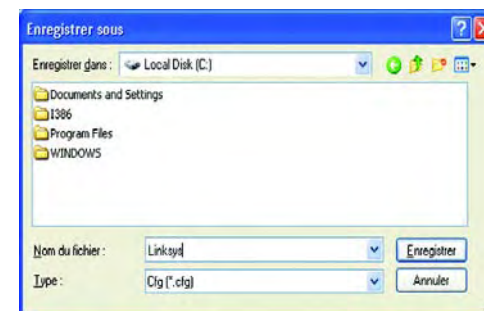 Enregistrer sous
Enregistrer dans : Local Disk (C:)
Documents and Settings
I386
Program Files
WINDOWS
Nom du fichier : Linksys Enregistrer
Type : Cfg (*.cfg) Annuler